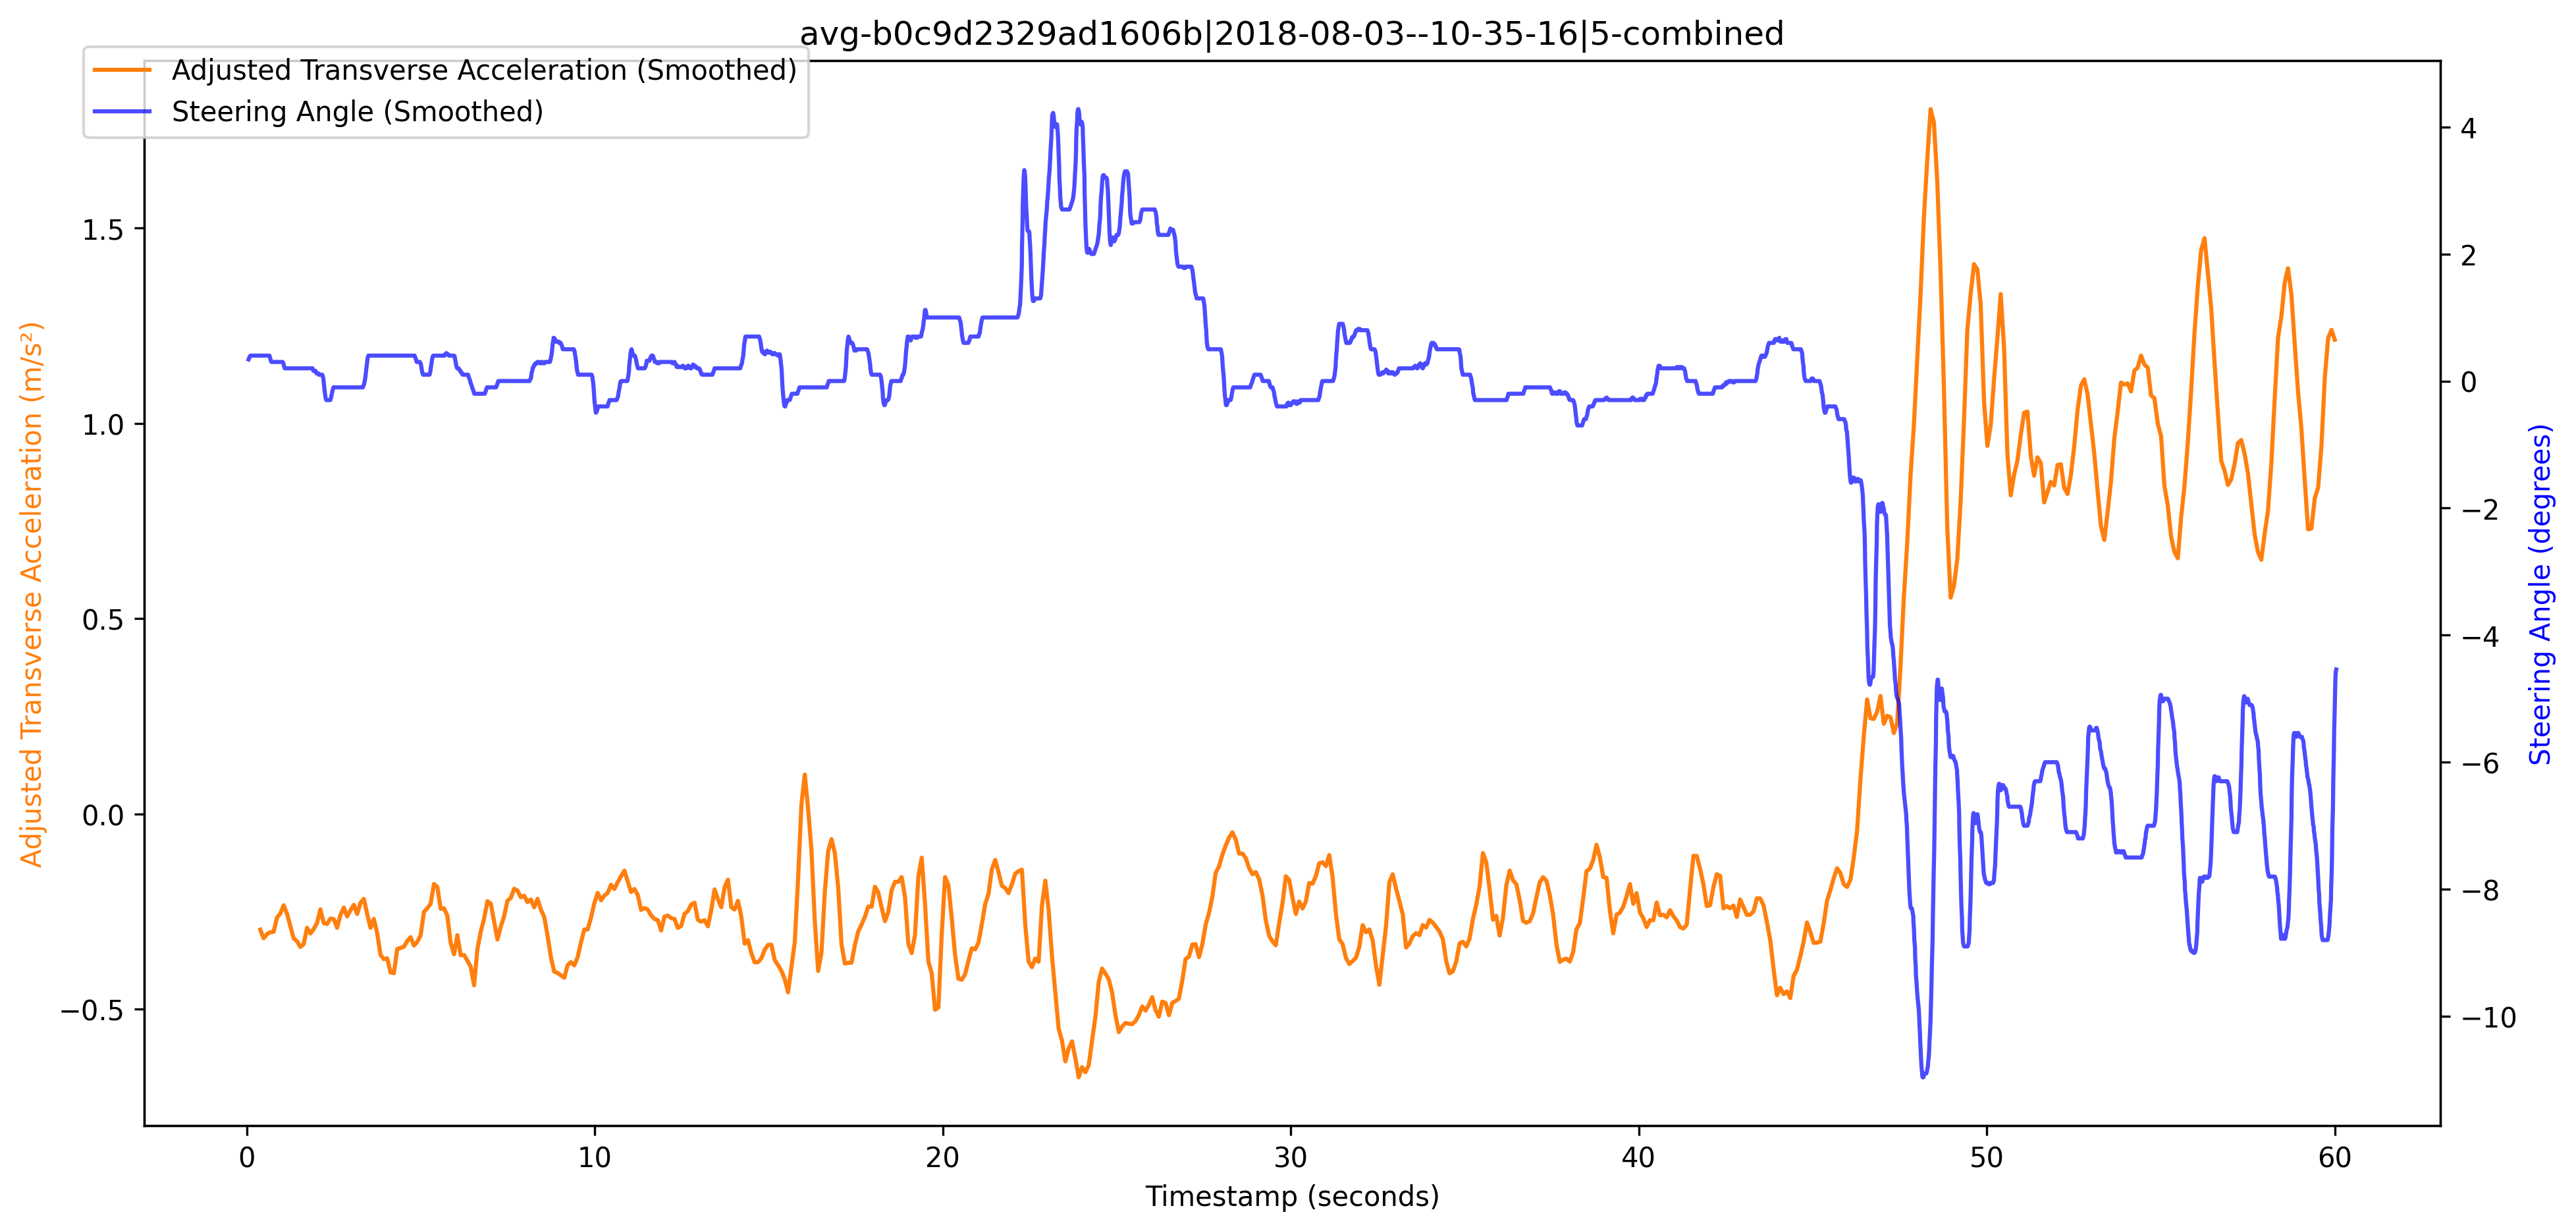 avg-b0c9d2329ad1606b|2018-08-03--10-35-16|5-combined
Adjusted Transverse Acceleration (Smoothed)
Steering Angle (Smoothed)
Adjusted Transverse Acceleration (m/s²)
1.5
1.0
0.5
0.0
−0.5
4
2
0
−2
−4
−6
−8
−10
Steering Angle (degrees)
0 10 20 30 40 50 60
Timestamp (seconds)